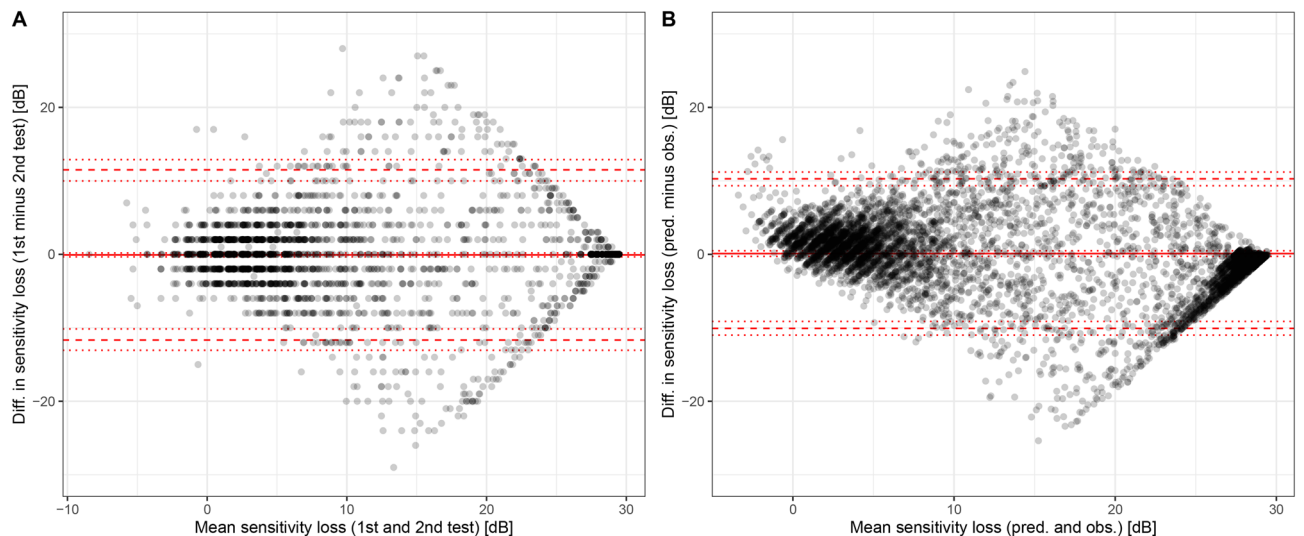 A
Diff. in sensitivity loss (1st minus 2nd test) [dB]
20
0
−20
−10
0
10
20
30
Mean sensitivity loss (1st and 2nd test) [dB]
B
Diff. in sensitivity loss (pred. minus obs.) [dB]
20
0
−20
0
10
20
30
Mean sensitivity loss (pred. and obs.) [dB]